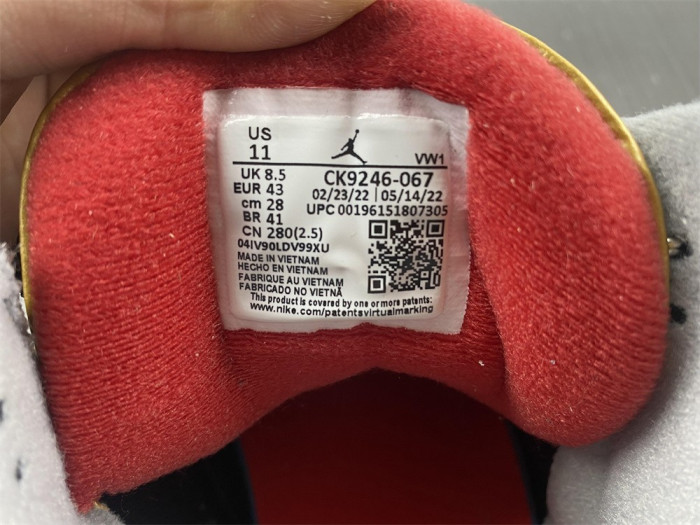 US
11
VW1
UK 8.5
EUR 43
cm 28
BR 41
CN 280(2.5)
CK9246-067
02/23/22 | 05/14/22
UPC 00196151807305
04IV90LDV99XU
MADE IN VIETNAM
HECHO EN VIETNAM
FABRIQUE AU VIETNAM
FABRICADO NO VIETNÃ
This product is covered by one or more patents:
www.nike.com/patentsvirtualmarking